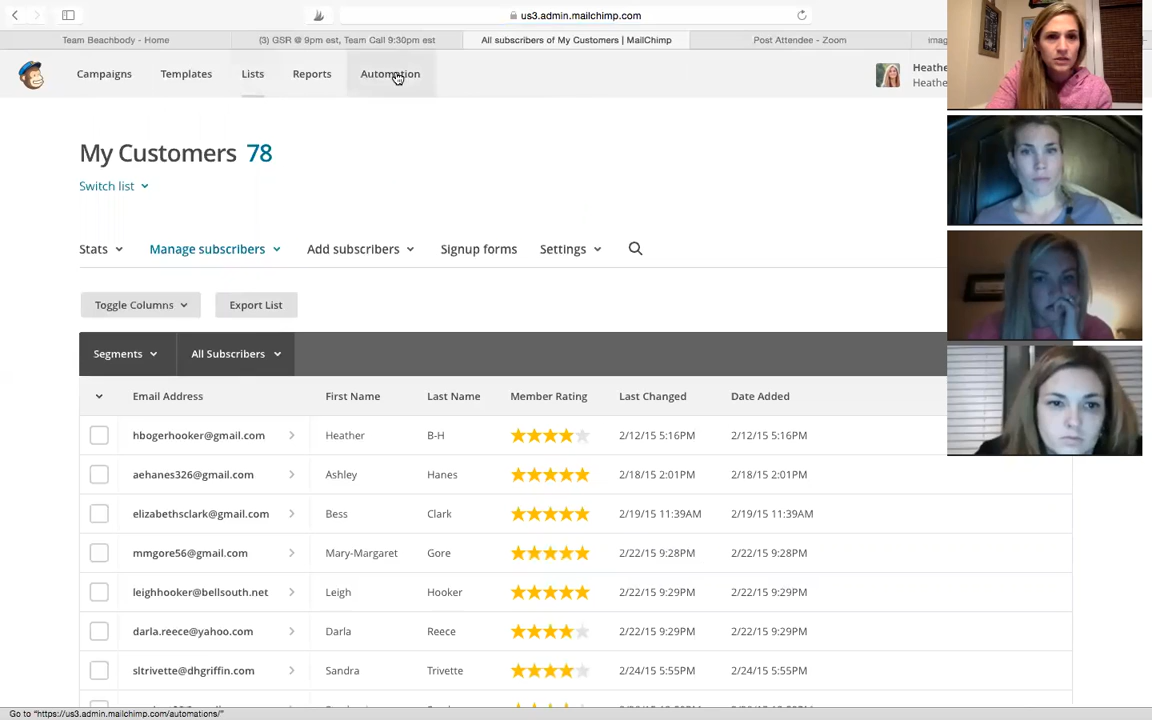 us3.admin.mailchimp.com
Team Beachbody - Home
(3) GSR @ 9pm est, Team Call 9:30pm est
All subscribers of My Customers | MailChimp
Post Attendee - Zoom
imag
Campaigns
Templates
Lists
Reports
Automation
Heathe
Heathe
My Customers 78
Switch list
Stats
Manage subscribers
Add subscribers
Signup forms
Settings
Toggle Columns
Export List
Segments
All Subscribers
Email Address First Name Last Name Member Rating Last Changed Date Added
hbogerhooker@gmail.com Heather B-H 2/12/15 5:16PM 2/12/15 5:16PM
aehanes326@gmail.com Ashley Hanes 2/18/15 2:01PM 2/18/15 2:01PM
elizabethsclark@gmail.com Bess Clark 2/19/15 11:39AM 2/19/15 11:39AM
mmgore56@gmail.com Mary-Margaret Gore 2/22/15 9:28PM 2/22/15 9:28PM
leighhooker@bellsouth.net Leigh Hooker 2/22/15 9:29PM 2/22/15 9:29PM
darla.reece@yahoo.com Darla Reece 2/22/15 9:29PM 2/22/15 9:29PM
sltrivette@dhgriffin.com Sandra Trivette 2/24/15 5:55PM 2/24/15 5:55PM
Go to "https://us3.admin.mailchimp.com/automations/"